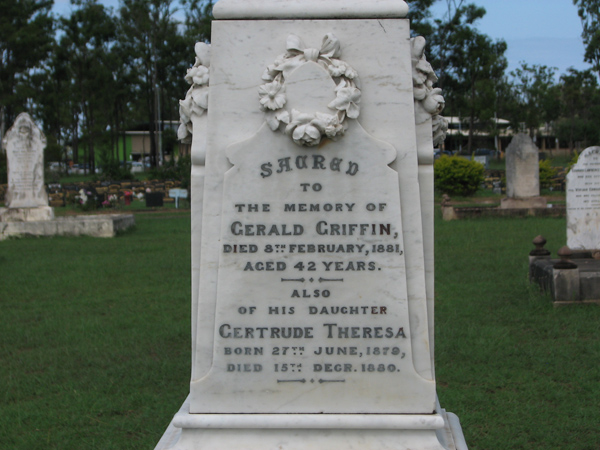 SACRED
TO
THE MEMORY OF
GERALD GRIFFIN,
DIED 8TH FEBRUARY, 1881,
AGED 42 YEARS.
ALSO
OF HIS DAUGHTER
GERTRUDE THERESA
BORN 27TH JUNE, 1879,
DIED 15TH DECR. 1880.